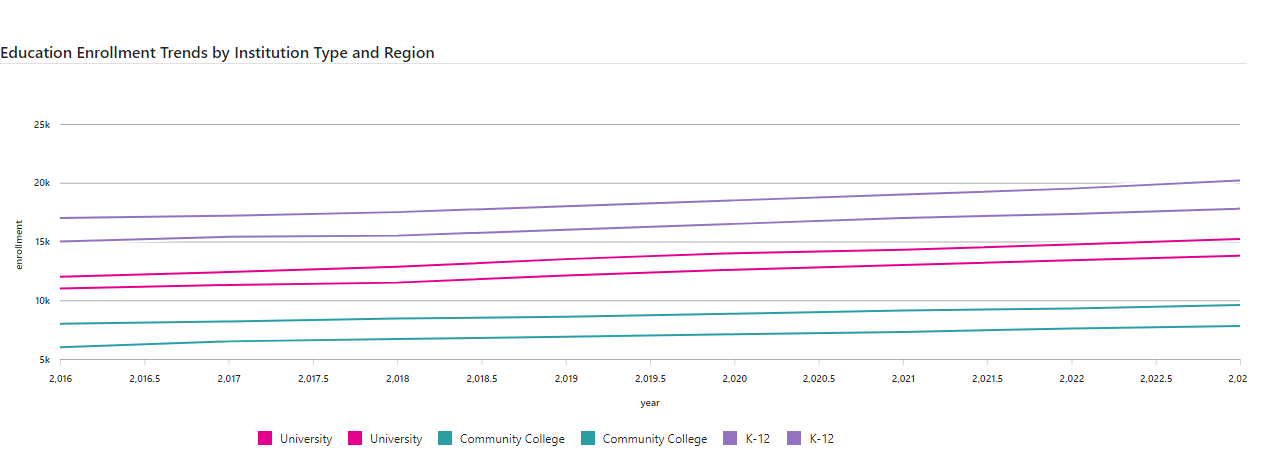 Education Enrollment Trends by Institution Type and Region
25k
20k
15k
10k
5k
enrollment
2,016 2,016.5 2,017 2,017.5 2,018 2,018.5 2,019 2,019.5 2,020 2,020.5 2,021 2,021.5 2,022 2,022.5 2,02
year
University University Community College Community College K-12 K-12